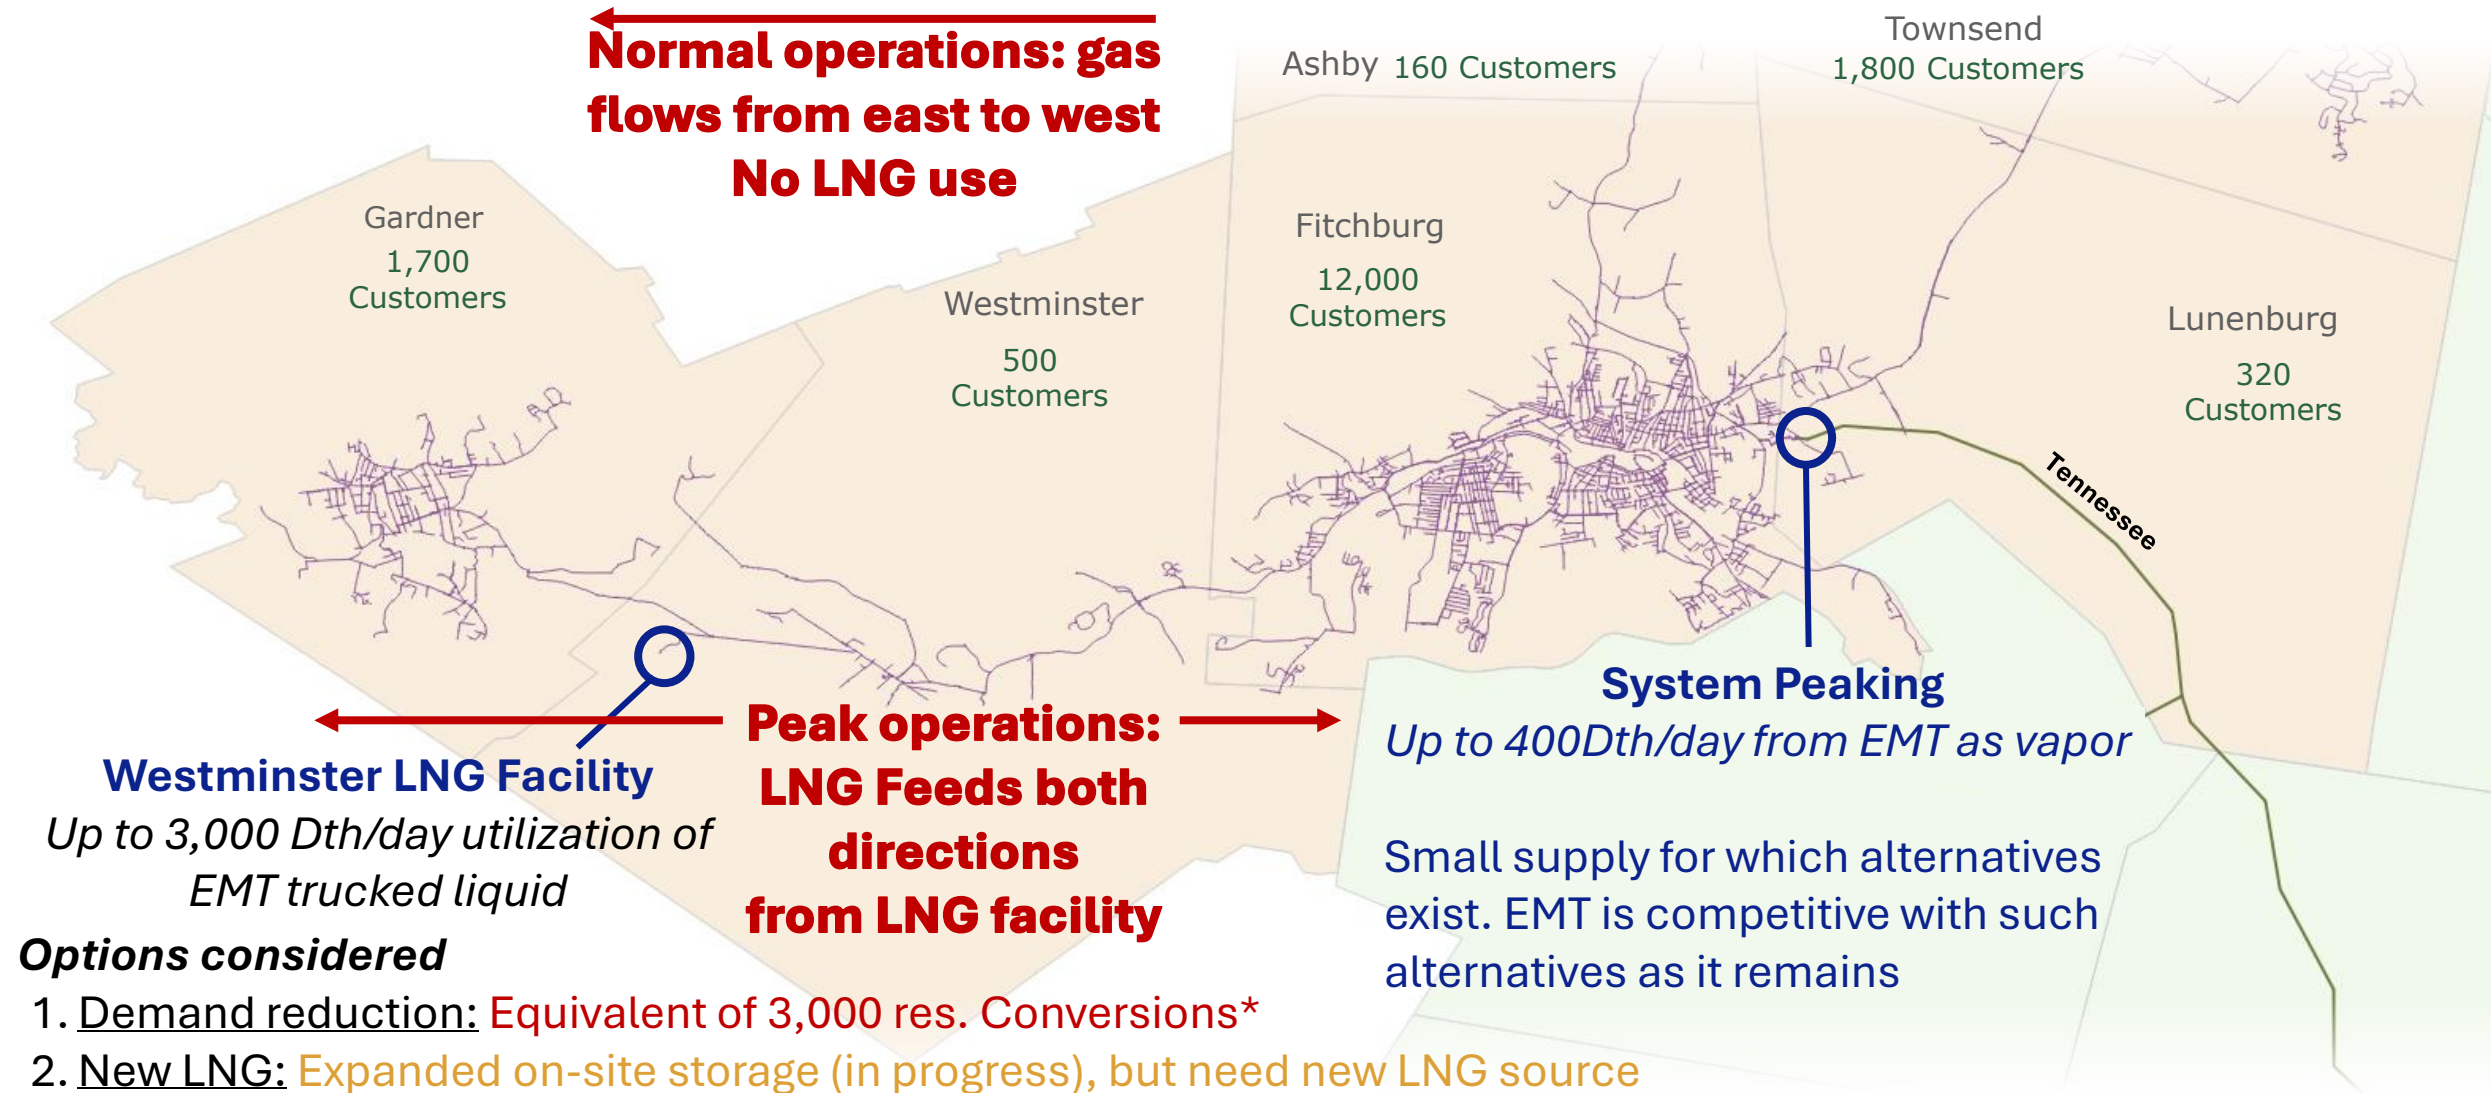 Normal operations: gas
flows from east to west
No LNG use
Ashby 160 Customers
Townsend
1,800 Customers
Gardner
1,700
Customers
Westminster
500
Customers
Fitchburg
12,000
Customers
Lunenburg
320
Customers
Tennessee
Westminster LNG Facility
Up to 3,000 Dth/day utilization of
EMT trucked liquid
Peak operations:
LNG Feeds both
directions
from LNG facility
System Peaking
Up to 400Dth/day from EMT as vapor
Small supply for which alternatives
exist. EMT is competitive with such
alternatives as it remains
Options considered
1. Demand reduction: Equivalent of 3,000 res. Conversions*
2. New LNG: Expanded on-site storage (in progress), but need new LNG source